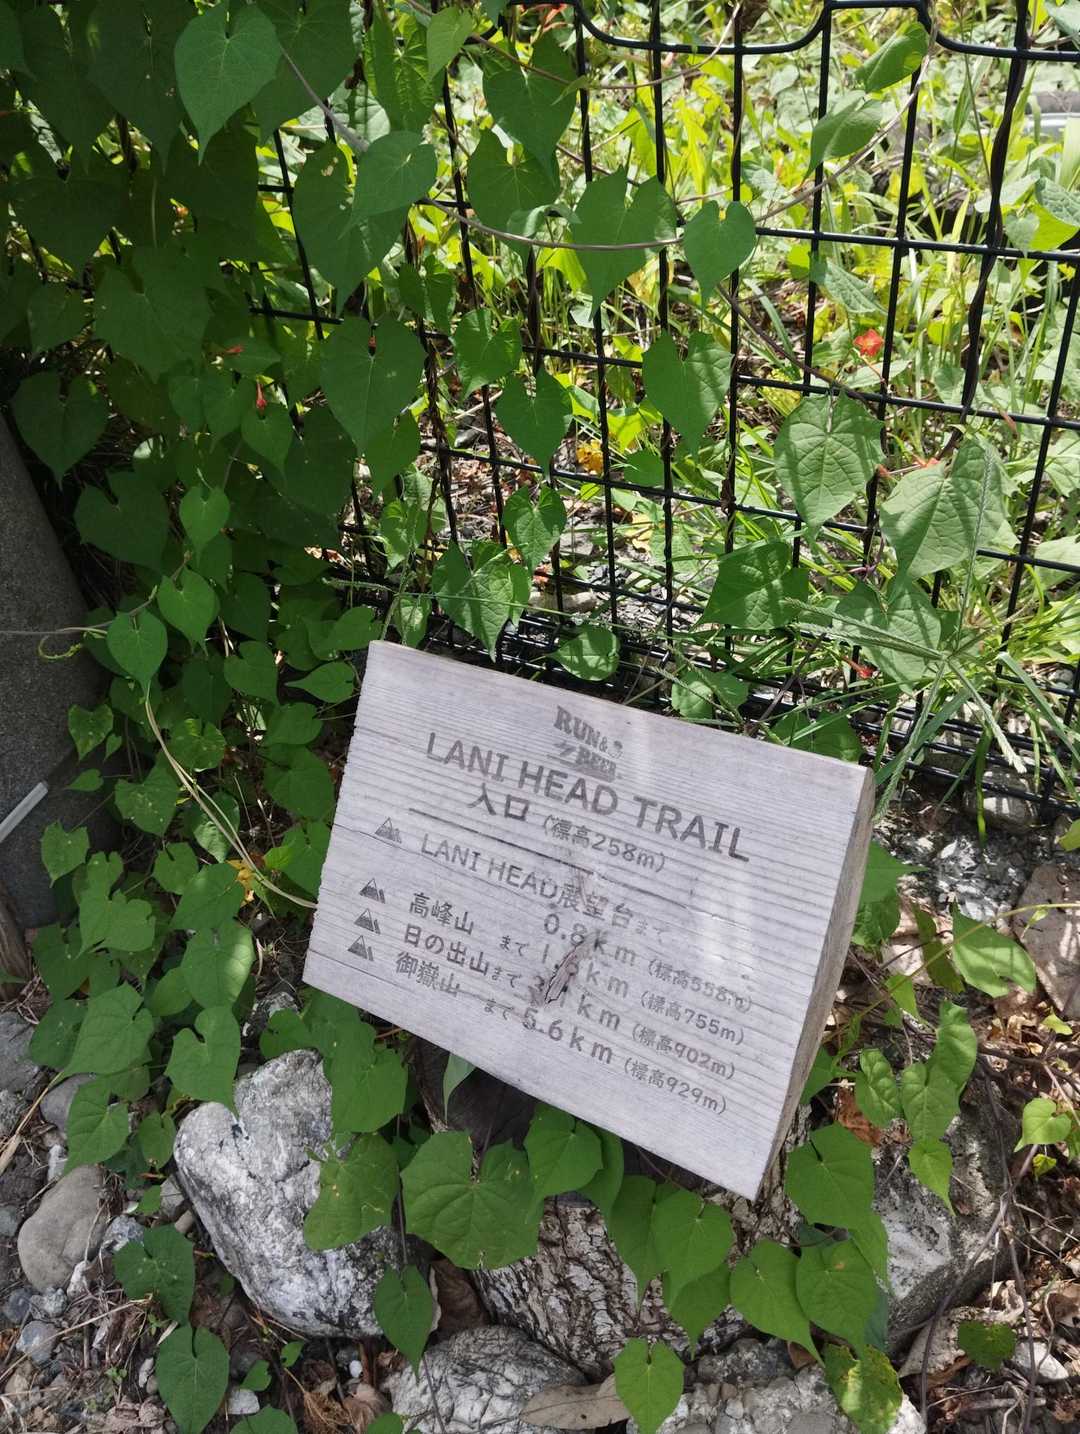 RUN&
BEER
LANI HEAD TRAIL
入口 (標高258m)
LANI HEAD展望台まで 0.8km (標高558m)
高峰山 まで 1. km (標高755m)
日の出山まで 3.1km (標高902m)
御嶽山 まで 5.6km (標高929m)